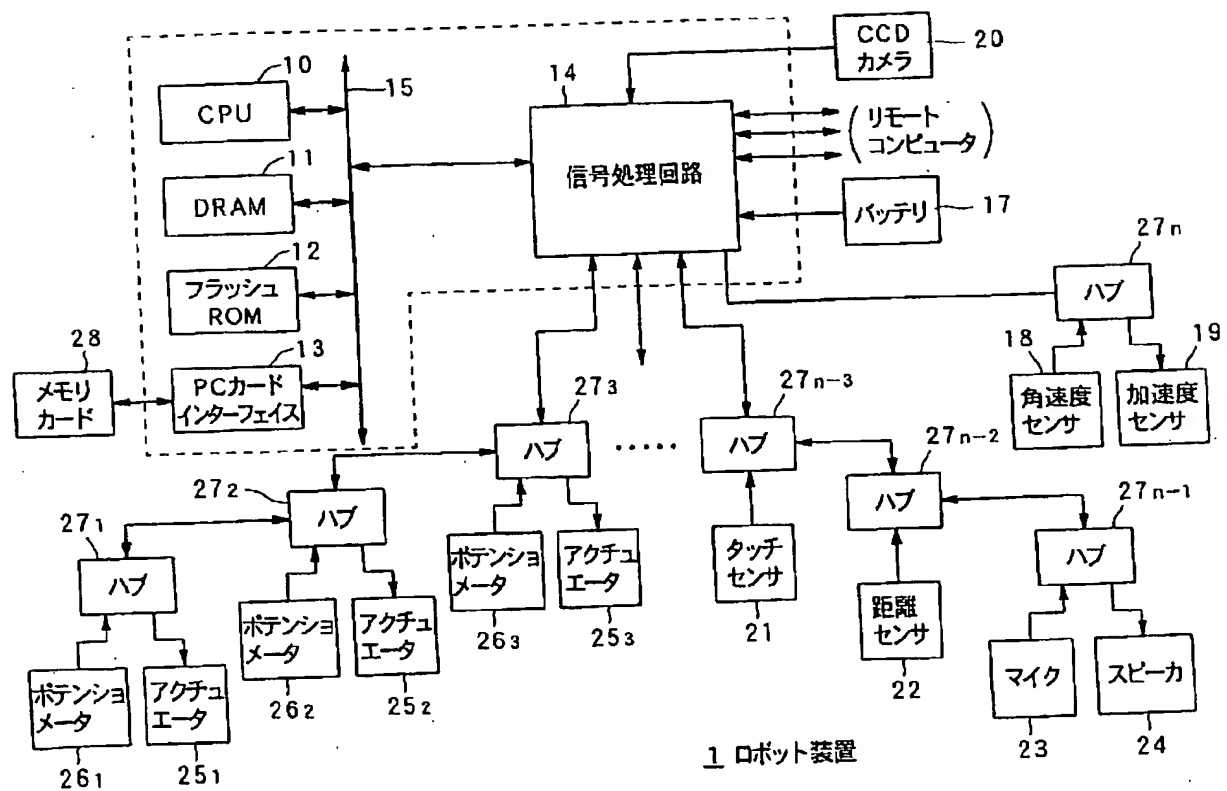 CCD
カメラ
20
10
CPU
15
14
信号処理回路
(リモート
コンピュータ)
11
DRAM
バッテリ
17
12
フラッシュ
ROM
27n
ハブ
28
メモリ
カード
13
PCカード
インターフェイス
18
角速度
センサ
19
加速度
センサ
273
ハブ
.....
27n-3
ハブ
27n-2
ハブ
27n-1
ハブ
272
ハブ
271
ハブ
ポテンショ
メータ
263
アクチュ
エータ
253
タッチ
センサ
21
距離
センサ
22
ポテンショ
メータ
262
アクチュ
エータ
252
マイク
23
スピーカ
24
ポテンショ
メータ
261
アクチュ
エータ
251
1 ロボット装置